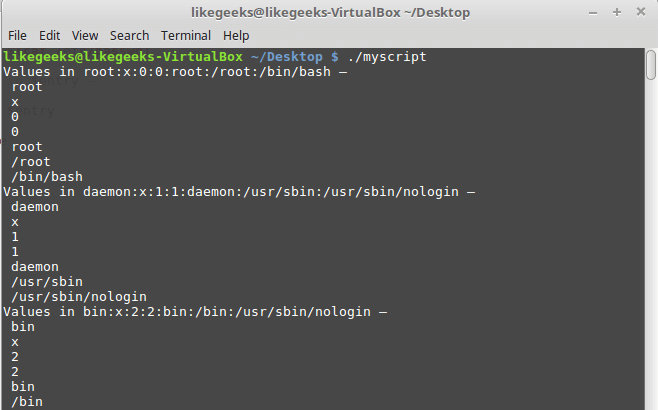 likegeeks@likegeeks-VirtualBox ~/Desktop
File Edit View Search Terminal Help
likegeeks@likegeeks-VirtualBox ~/Desktop $ ./myscript
Values in root:x:0:0:root:/root:/bin/bash –
root
x
0
0
root
/root
/bin/bash
Values in daemon:x:1:1:daemon:/usr/sbin:/usr/sbin/nologin –
daemon
x
1
1
daemon
/usr/sbin
/usr/sbin/nologin
Values in bin:x:2:2:bin:/bin:/usr/sbin/nologin –
bin
x
2
2
bin
/bin